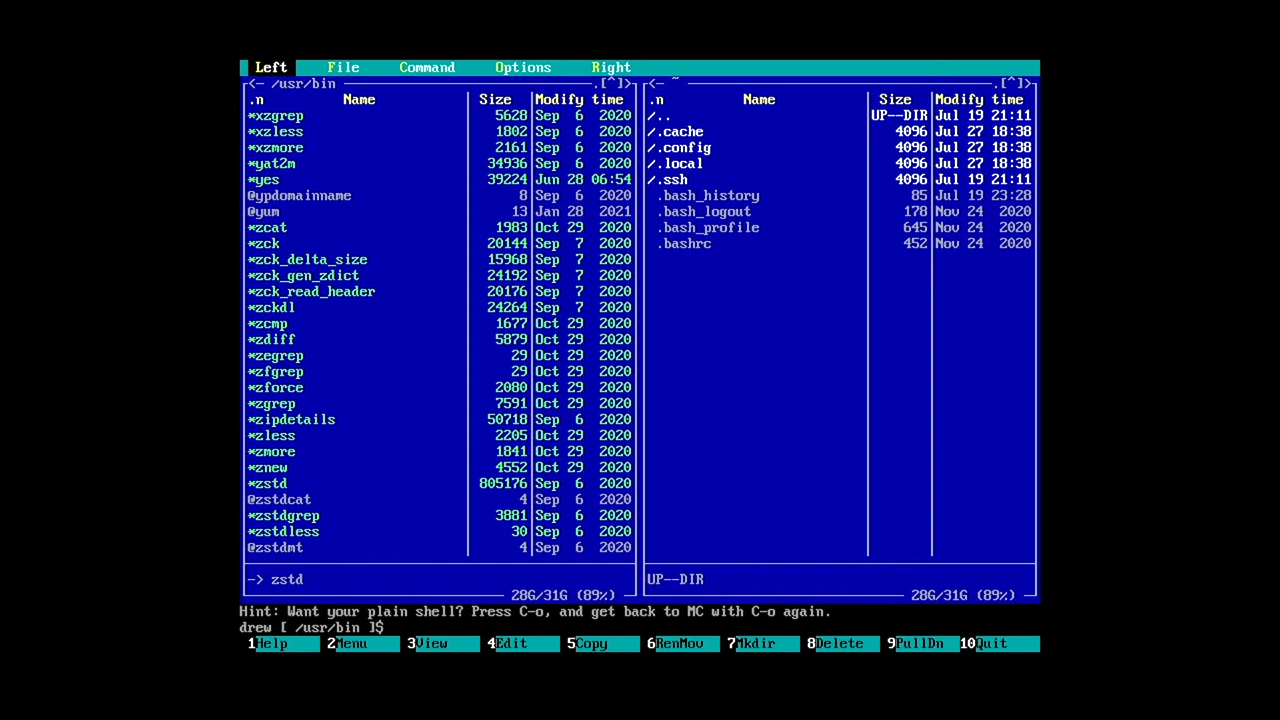 Left File Command Options Right
<─ /usr/bin .[^]> <─ ~ .[^]>
.n Name Size Modify time .n Name Size Modify time
*xzgrep 5628 Sep 6 2020 /.. UP--DIR Jul 19 21:11
*xzless 1802 Sep 6 2020 /.cache 4096 Jul 27 18:38
*xzmore 2161 Sep 6 2020 /.config 4096 Jul 27 18:38
*yat2m 34936 Sep 6 2020 /.local 4096 Jul 27 18:38
*yes 39224 Jun 28 06:54 /.ssh 4096 Jul 19 21:11
@ypdomainname 8 Sep 6 2020 .bash_history 85 Jul 19 23:28
@yum 13 Jan 28 2021 .bash_logout 178 Nov 24 2020
*zcat 1983 Oct 29 2020 .bash_profile 645 Nov 24 2020
*zck 20144 Sep 7 2020 .bashrc 452 Nov 24 2020
*zck_delta_size 15968 Sep 7 2020
*zck_gen_zdict 24192 Sep 7 2020
*zck_read_header 20176 Sep 7 2020
*zckdl 24264 Sep 7 2020
*zcmp 1677 Oct 29 2020
*zdiff 5879 Oct 29 2020
*zegrep 29 Oct 29 2020
*zfgrep 29 Oct 29 2020
*zforce 2080 Oct 29 2020
*zgrep 7591 Oct 29 2020
*zipdetails 50718 Sep 6 2020
*zless 2205 Oct 29 2020
*zmore 1841 Oct 29 2020
*znew 4552 Oct 29 2020
*zstd 805176 Sep 6 2020
@zstdcat 4 Sep 6 2020
*zstdgrep 3881 Sep 6 2020
*zstdless 30 Sep 6 2020
@zstdmt 4 Sep 6 2020
-> zstd UP--DIR
28G/31G (89%) 28G/31G (89%)
Hint: Want your plain shell? Press C-o, and get back to MC with C-o again.
drew [ /usr/bin ]$
1Help 2Menu 3View 4Edit 5Copy 6RenMov 7Mkdir 8Delete 9PullDn 10Quit